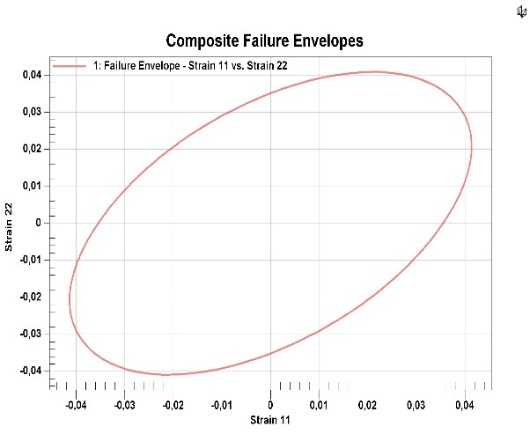 Composite Failure Envelopes
1: Failure Envelope - Strain 11 vs. Strain 22
0,04
0,03
0,02
0,01
0
-0,01
-0,02
-0,03
-0,04
Strain 22
-0,04 -0,03 -0,02 -0,01 0 0,01 0,02 0,03 0,04
Strain 11